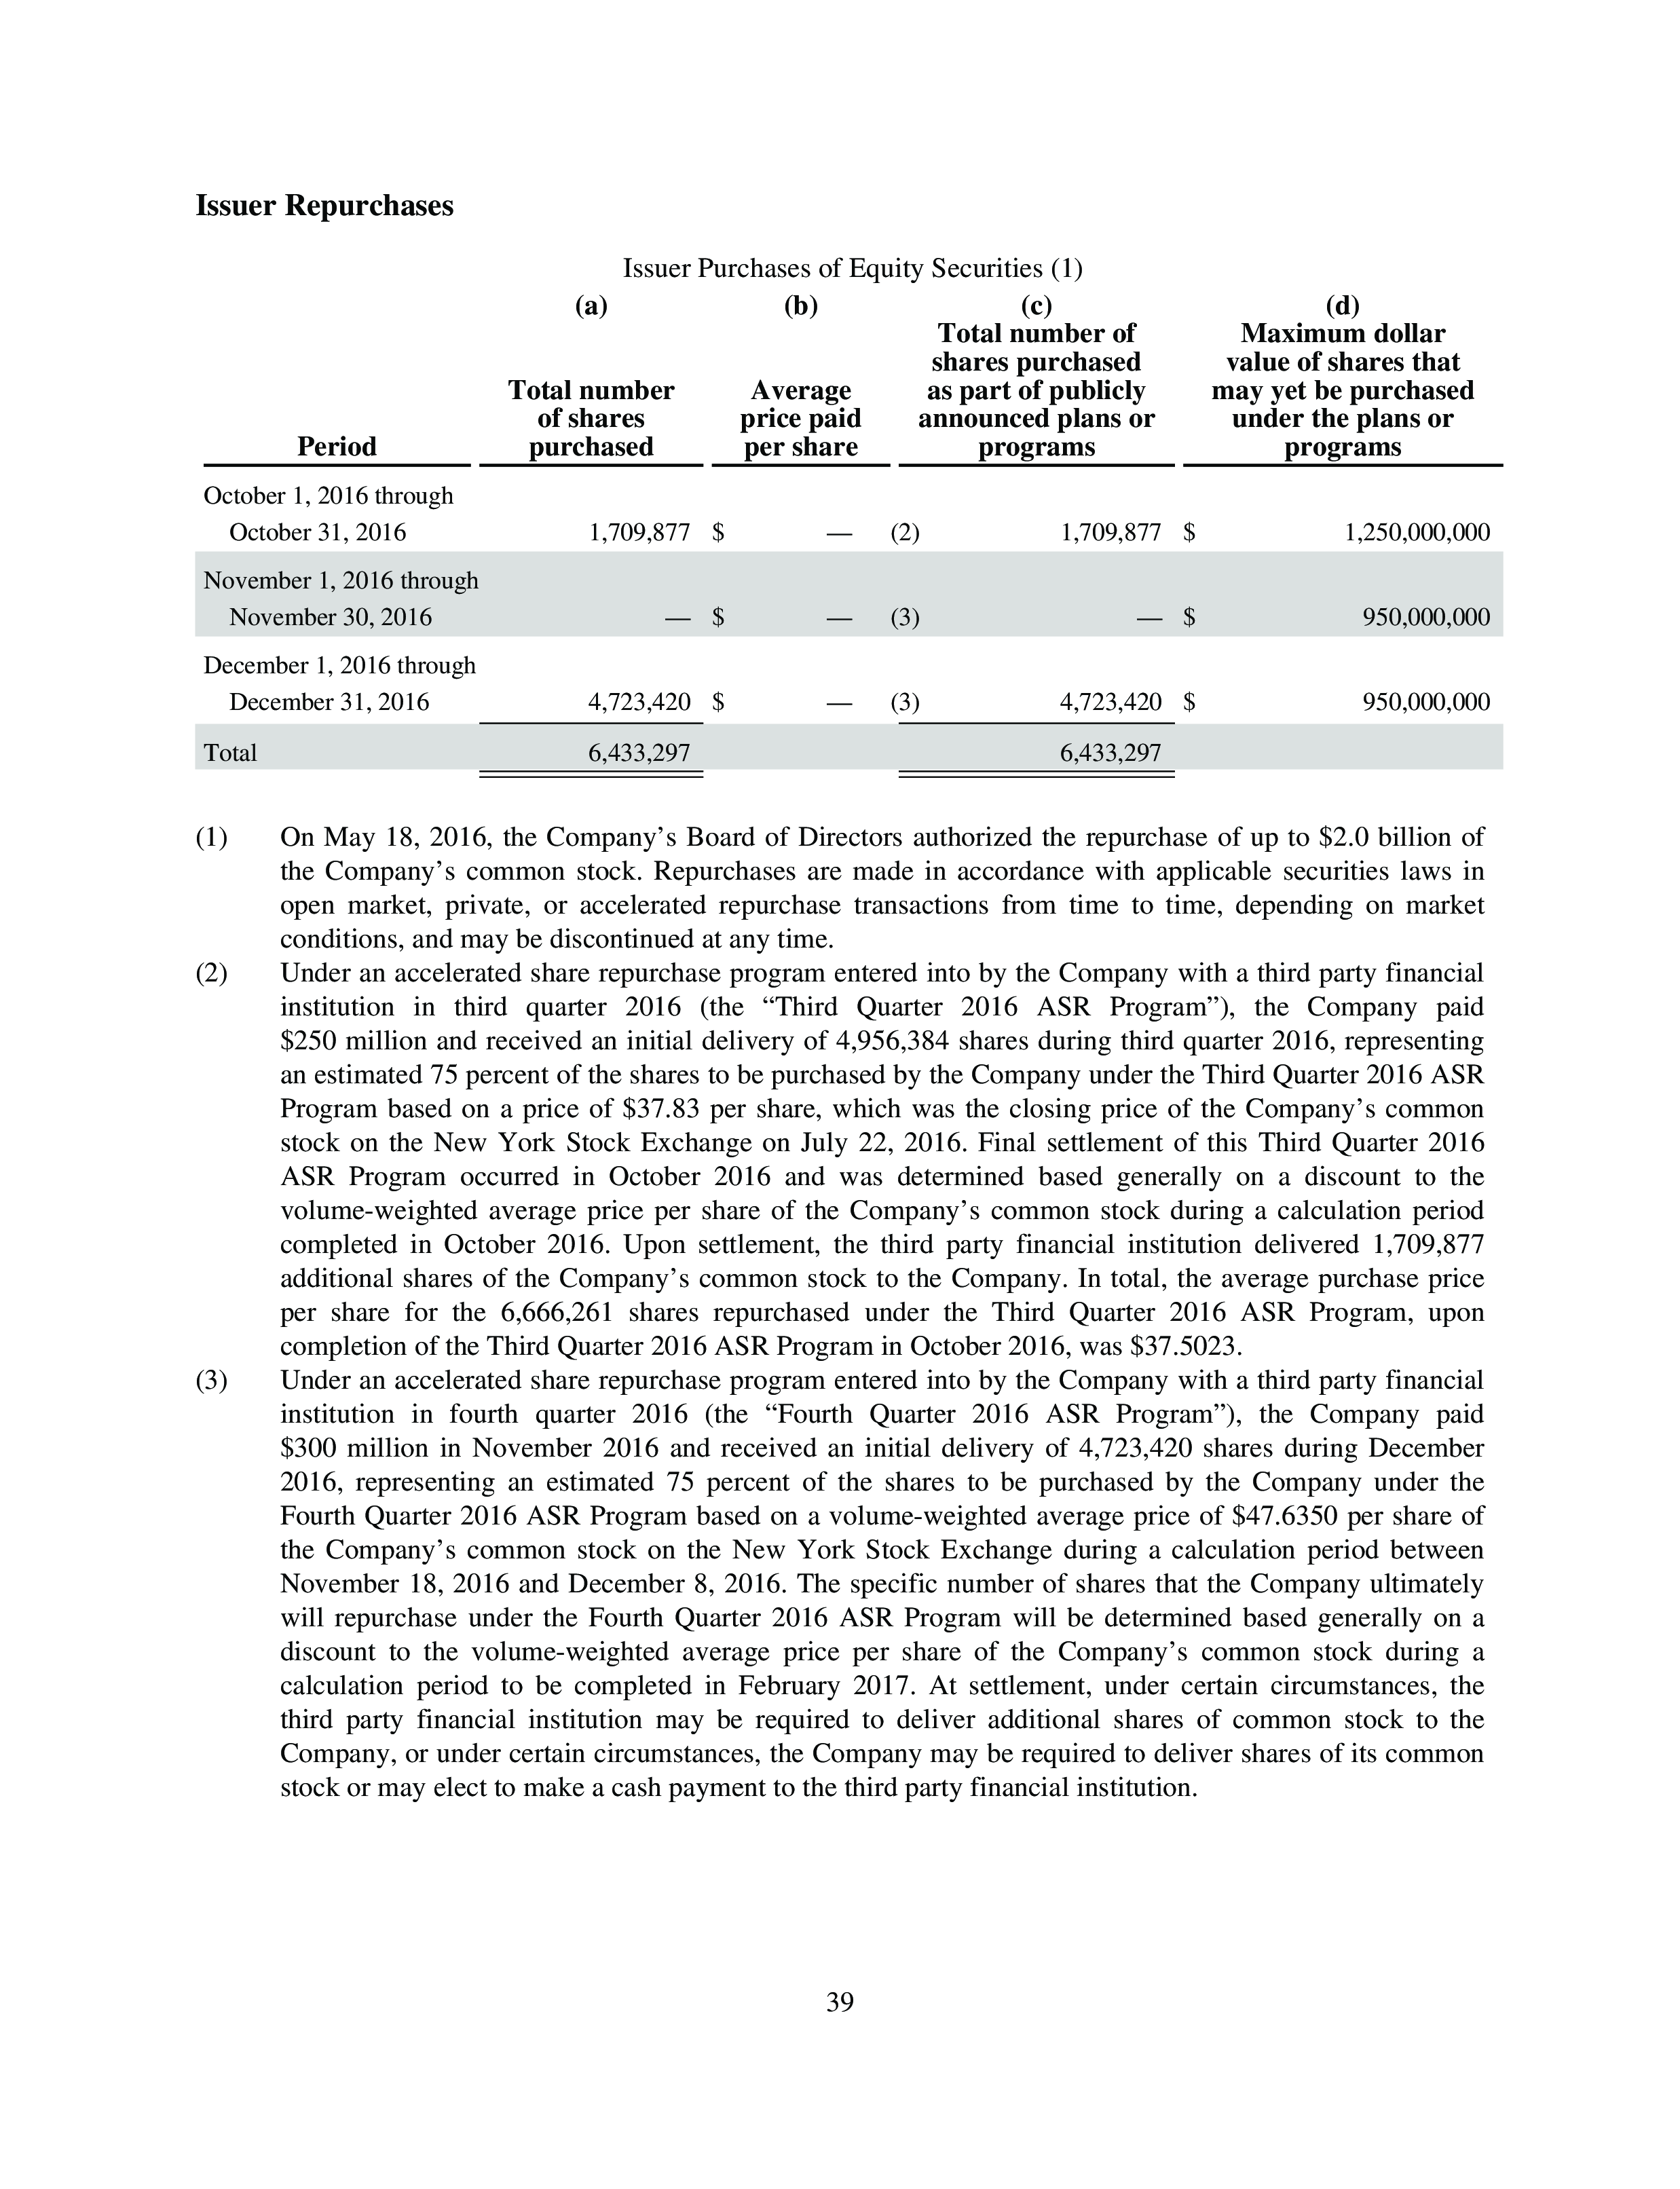 Issuer Repurchases
Issuer Purchases of Equity Securities (1)
(a) (b) (c) (d)
Total number of Maximum dollar
shares purchased value of shares that
Total number Average as part of publicly may yet be purchased
of shares price paid announced plans or under the plans or
Period purchased per share programs programs
October 1, 2016 through
October 31, 2016 1,709,877 $ — (2) 1,709,877 $ 1,250,000,000
November 1, 2016 through
November 30, 2016 — $ — (3) — $ 950,000,000
December 1, 2016 through
December 31, 2016 4,723,420 $ — (3) 4,723,420 $ 950,000,000
Total 6,433,297 6,433,297
(1) On May 18, 2016, the Company’s Board of Directors authorized the repurchase of up to $2.0 billion of
the Company’s common stock. Repurchases are made in accordance with applicable securities laws in
open market, private, or accelerated repurchase transactions from time to time, depending on market
conditions, and may be discontinued at any time.
(2) Under an accelerated share repurchase program entered into by the Company with a third party financial
institution in third quarter 2016 (the “Third Quarter 2016 ASR Program”), the Company paid
$250 million and received an initial delivery of 4,956,384 shares during third quarter 2016, representing
an estimated 75 percent of the shares to be purchased by the Company under the Third Quarter 2016 ASR
Program based on a price of $37.83 per share, which was the closing price of the Company’s common
stock on the New York Stock Exchange on July 22, 2016. Final settlement of this Third Quarter 2016
ASR Program occurred in October 2016 and was determined based generally on a discount to the
volume-weighted average price per share of the Company’s common stock during a calculation period
completed in October 2016. Upon settlement, the third party financial institution delivered 1,709,877
additional shares of the Company’s common stock to the Company. In total, the average purchase price
per share for the 6,666,261 shares repurchased under the Third Quarter 2016 ASR Program, upon
completion of the Third Quarter 2016 ASR Program in October 2016, was $37.5023.
(3) Under an accelerated share repurchase program entered into by the Company with a third party financial
institution in fourth quarter 2016 (the “Fourth Quarter 2016 ASR Program”), the Company paid
$300 million in November 2016 and received an initial delivery of 4,723,420 shares during December
2016, representing an estimated 75 percent of the shares to be purchased by the Company under the
Fourth Quarter 2016 ASR Program based on a volume-weighted average price of $47.6350 per share of
the Company’s common stock on the New York Stock Exchange during a calculation period between
November 18, 2016 and December 8, 2016. The specific number of shares that the Company ultimately
will repurchase under the Fourth Quarter 2016 ASR Program will be determined based generally on a
discount to the volume-weighted average price per share of the Company’s common stock during a
calculation period to be completed in February 2017. At settlement, under certain circumstances, the
third party financial institution may be required to deliver additional shares of common stock to the
Company, or under certain circumstances, the Company may be required to deliver shares of its common
stock or may elect to make a cash payment to the third party financial institution.
39